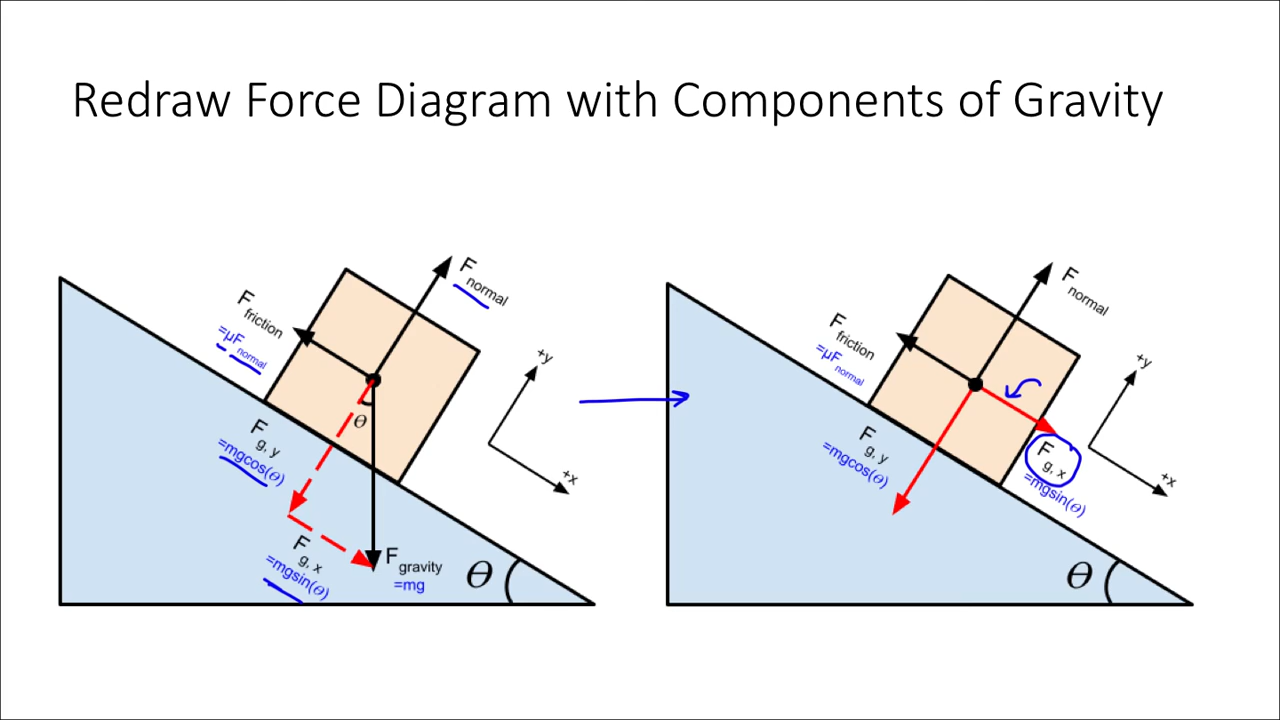 Redraw Force Diagram with Components of Gravity
F normal
F friction
=μF normal
+y
+x
θ
F g, y
=mgcos(θ)
F g, x
=mgsin(θ)
F gravity
=mg
θ
F normal
F friction
=μF normal
+y
+x
F g, y
=mgcos(θ)
F g, x
=mgsin(θ)
θ